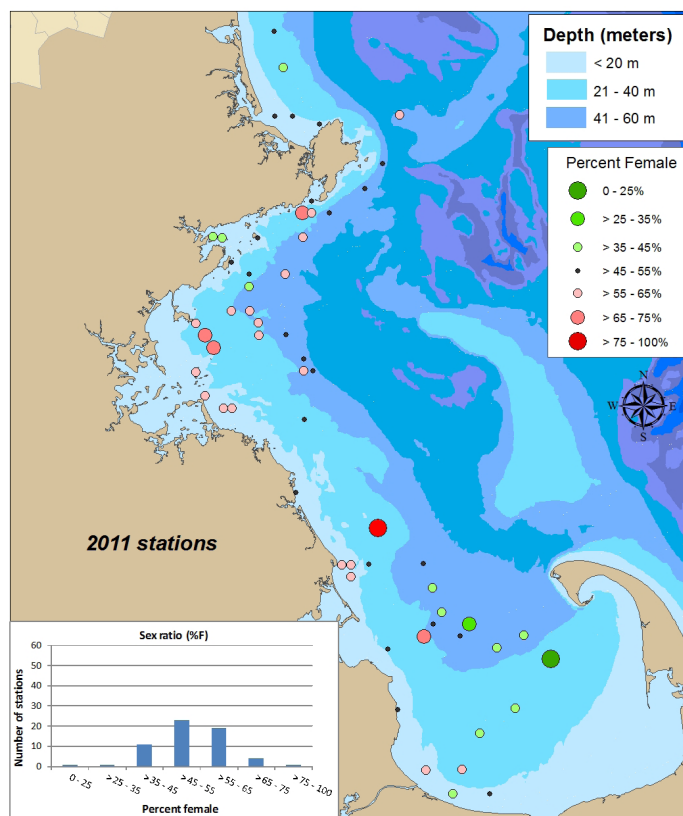 Depth (meters)
< 20 m
21 - 40 m
41 - 60 m
Percent Female
0 - 25%
> 25 - 35%
> 35 - 45%
> 45 - 55%
> 55 - 65%
> 65 - 75%
> 75 - 100%
N
W E
S
2011 stations
Sex ratio (%F)
Number of stations
60
50
40
30
20
10
0
0 - 25
> 25 - 35
> 35 - 45
> 45 - 55
> 55 - 65
> 65 - 75
> 75 - 100
Percent female